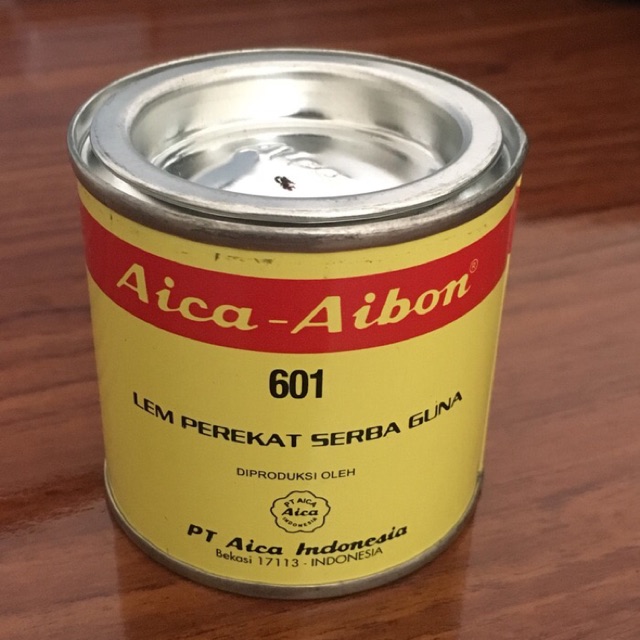 Aica-Aibon®
601
LEM PEREKAT SERBA GUNA
DIPRODUKSI OLEH
PT AICA
Aica
INDONESIA
PT Aica Indonesia
Bekasi 17113 - INDONESIA